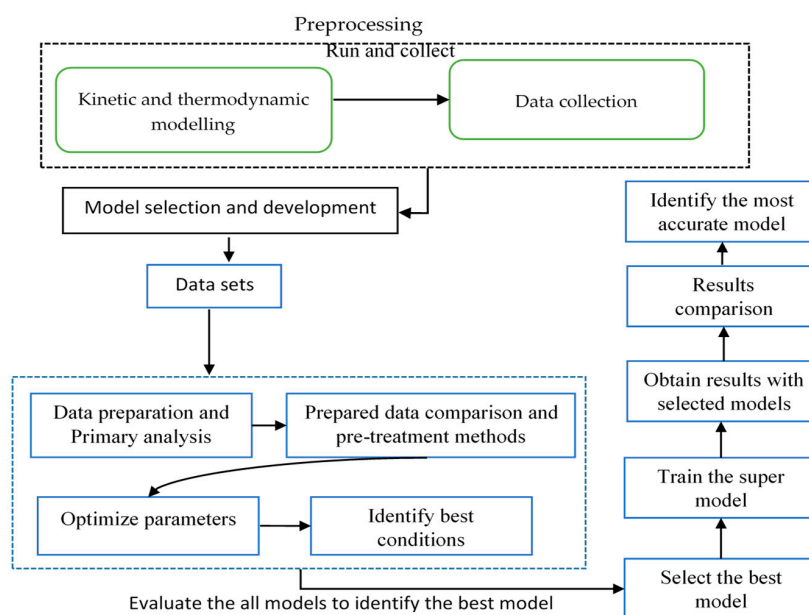 Preprocessing
Run and collect
Kinetic and thermodynamic
modelling
Data collection
Model selection and development
Data sets
Data preparation and
Primary analysis
Prepared data comparison and
pre-treatment methods
Optimize parameters
Identify best
conditions
Evaluate the all models to identify the best model
Select the best
model
Train the super
model
Obtain results with
selected models
Results
comparison
Identify the most
accurate model